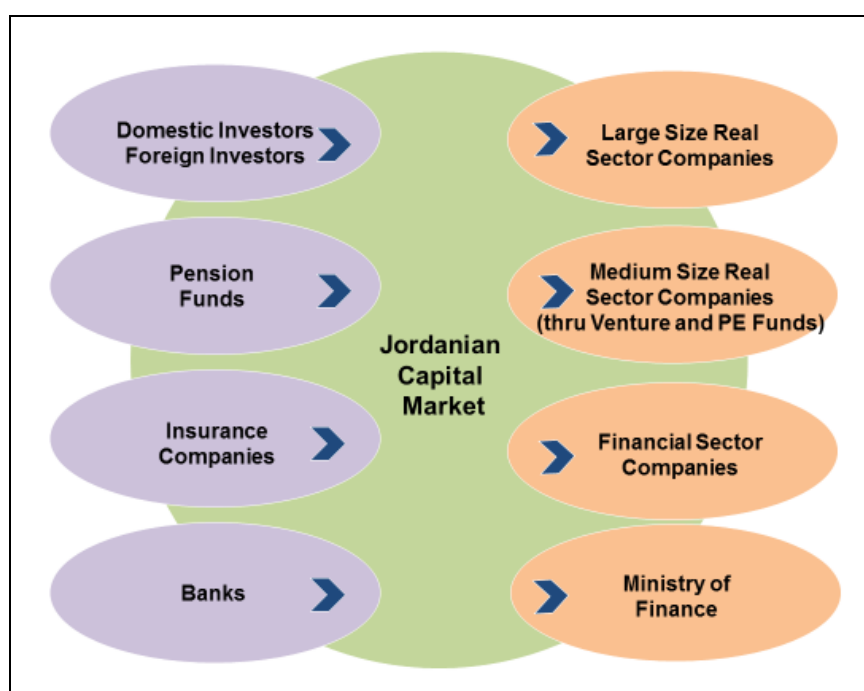 Domestic Investors
Foreign Investors
Pension
Funds
Insurance
Companies
Banks
Jordanian
Capital
Market
Large Size Real
Sector Companies
Medium Size Real
Sector Companies
(thru Venture and PE Funds)
Financial Sector
Companies
Ministry of
Finance